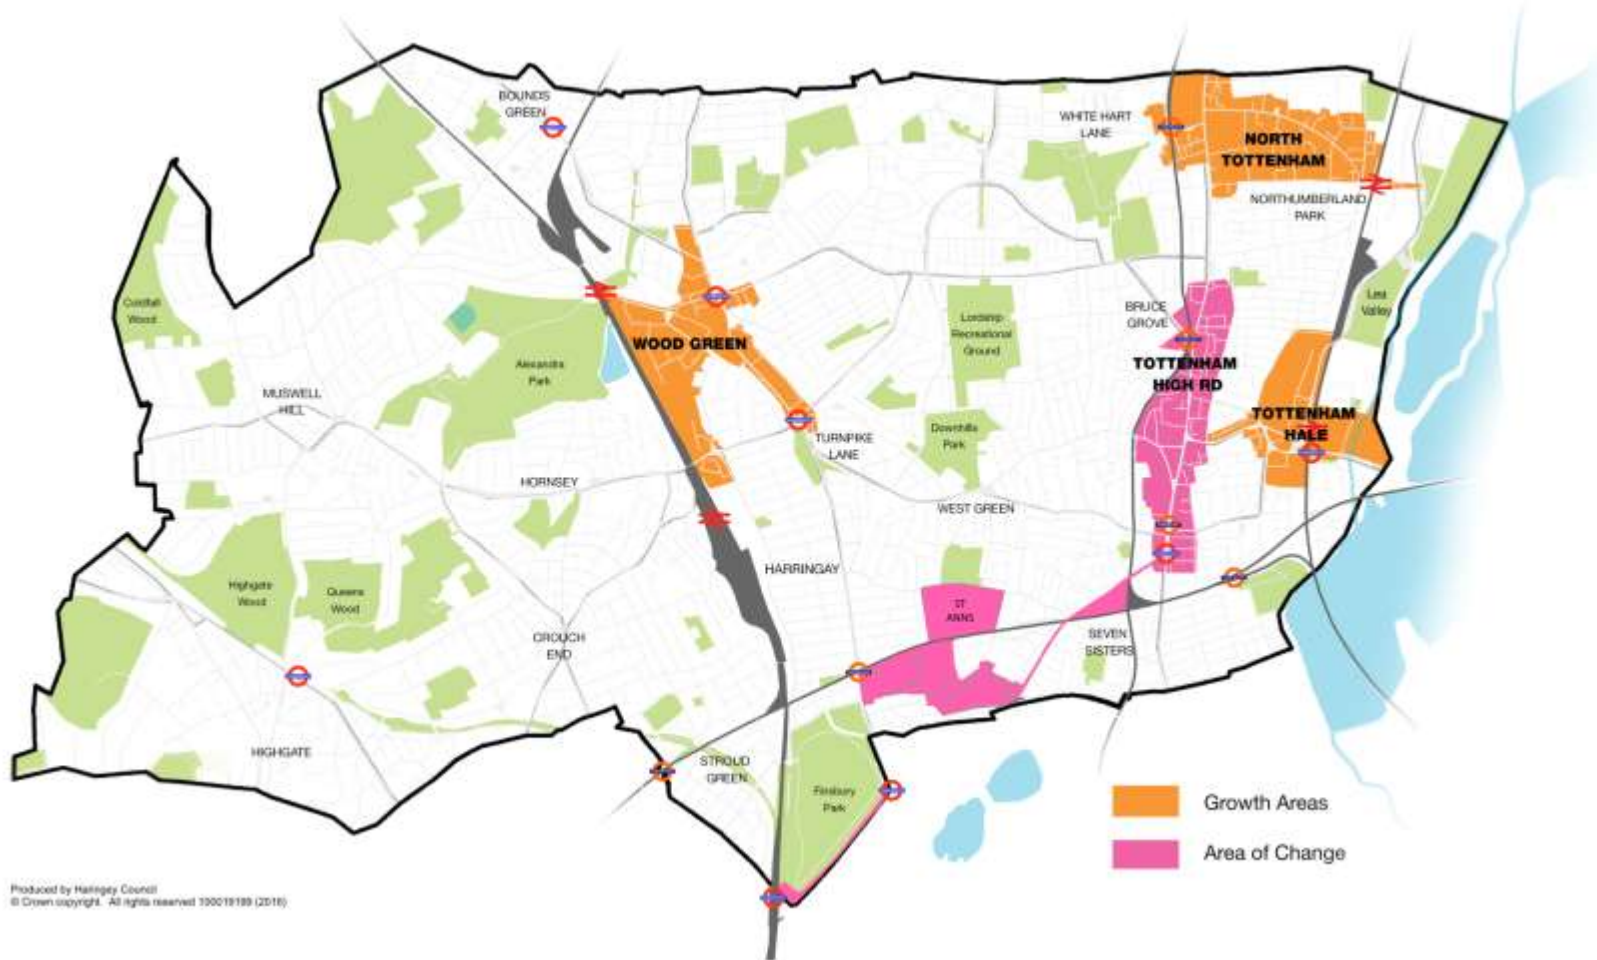 BOUNDS
GREEN
WHITE HART
LANE
NORTH
TOTTENHAM
NORTHUMBERLAND
PARK
Coldfall
Wood
Lea
Valley
BRUCE
GROVE
Lordship
Recreational
Ground
WOOD GREEN
Alexandra
Park
TOTTENHAM
HIGH RD
MUSWELL
HILL
TOTTENHAM
HALE
TURNPIKE
LANE
Downhills
Park
HORNSEY
WEST GREEN
HARRINGAY
Highgate
Wood
Queens
Wood
ST
ANNS
CROUCH
END
SEVEN
SISTERS
HIGHGATE
STROUD
GREEN
Finsbury
Park
Growth Areas
Area of Change
Produced by Haringey Council
© Crown copyright. All rights reserved 100019199 (2016)